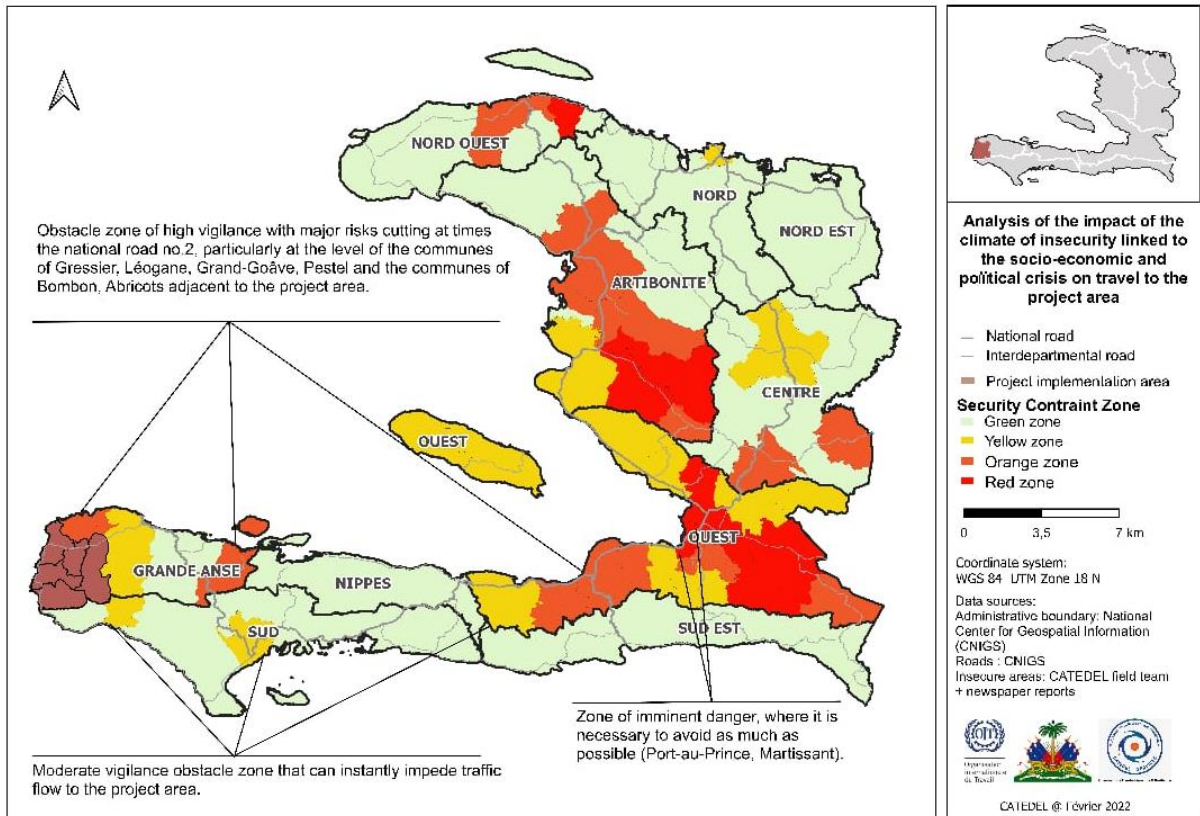 NORD OUEST
NORD
NORD EST
ARTIBONITE
CENTRE
OUEST
OUEST
GRANDE ANSE
NIPPES
SUD
SUD EST
Obstacle zone of high vigilance with major risks cutting at times
the national road no.2, particularly at the level of the communes
of Gressier, Léogane, Grand-Goâve, Pestel and the communes of
Bombon, Abricots adjacent to the project area.
Zone of imminent danger, where it is
necessary to avoid as much as
possible (Port-au-Prince, Martissant).
Moderate vigilance obstacle zone that can instantly impede traffic
flow to the project area.
Analysis of the impact of the
climate of insecurity linked to
the socio-economic and
political crisis on travel to the
project area
National road
Interdepartmental road
Project implementation area
Security Contraint Zone
Green zone
Yellow zone
Orange zone
Red zone
0 3,5 7 km
Coordinate system:
WGS 84 UTM Zone 18 N
Data sources:
Administrative boundary: National
Center for Geospatial Information
(CNIGS)
Roads : CNIGS
Insecure areas: CATEDEL field team
+ newspaper reports
Organisation
internationale
du Travail
CATEDEL @ Février 2022